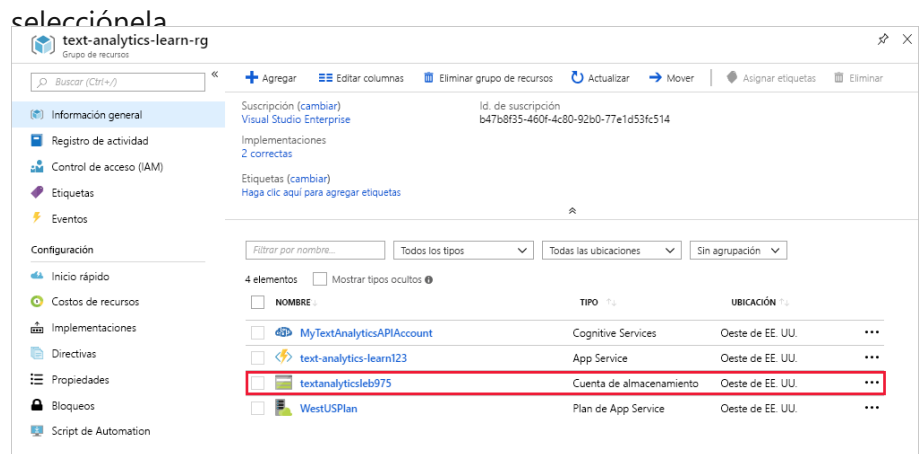 selecciónela
text-analytics-learn-rg
Grupo de recursos
Buscar (Ctrl+/)
«
Agregar Editar columnas Eliminar grupo de recursos Actualizar Mover Asignar etiquetas Eliminar
Información general
Registro de actividad
Control de acceso (IAM)
Etiquetas
Eventos
Configuración
Inicio rápido
Costos de recursos
Implementaciones
Directivas
Propiedades
Bloqueos
Script de Automation
Suscripción (cambiar)
Visual Studio Enterprise
Id. de suscripción
b47b8f35-460f-4c80-92b0-77e1d53fc514
Implementaciones
2 correctas
Etiquetas (cambiar)
Haga clic aquí para agregar etiquetas
Filtrar por nombre... Todos los tipos Todas las ubicaciones Sin agrupación
4 elementos Mostrar tipos ocultos
NOMBRE TIPO UBICACIÓN
MyTextAnalyticsAPIAccount Cognitive Services Oeste de EE. UU.
text-analytics-learn123 App Service Oeste de EE. UU.
textanalyticsleb975 Cuenta de almacenamiento Oeste de EE. UU.
WestUSPlan Plan de App Service Oeste de EE. UU.